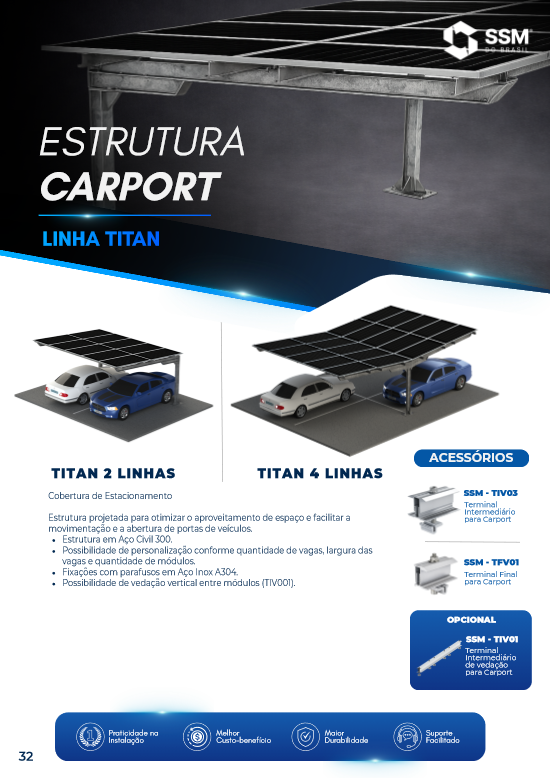 SSM
DO BRASIL
ESTRUTURA
CARPORT
LINHA TITAN
TITAN 2 LINHAS
TITAN 4 LINHAS
Cobertura de Estacionamento
Estrutura projetada para otimizar o aproveitamento de espaço e facilitar a
movimentação e a abertura de portas de veículos.
• Estrutura em Aço Civil 300.
• Possibilidade de personalização conforme quantidade de vagas, largura das
vagas e quantidade de módulos.
• Fixações com parafusos em Aço Inox A304.
• Possibilidade de vedação vertical entre módulos (TIV001).
ACESSÓRIOS
SSM - TIV03
Terminal
Intermediário
para Carport
SSM - TFV01
Terminal Final
para Carport
OPCIONAL
SSM - TIV01
Terminal
Intermediário
de vedação
para Carport
1
Praticidade na
Instalação
$
Melhor
Custo-benefício
Maior
Durabilidade
Suporte
Facilitado
32